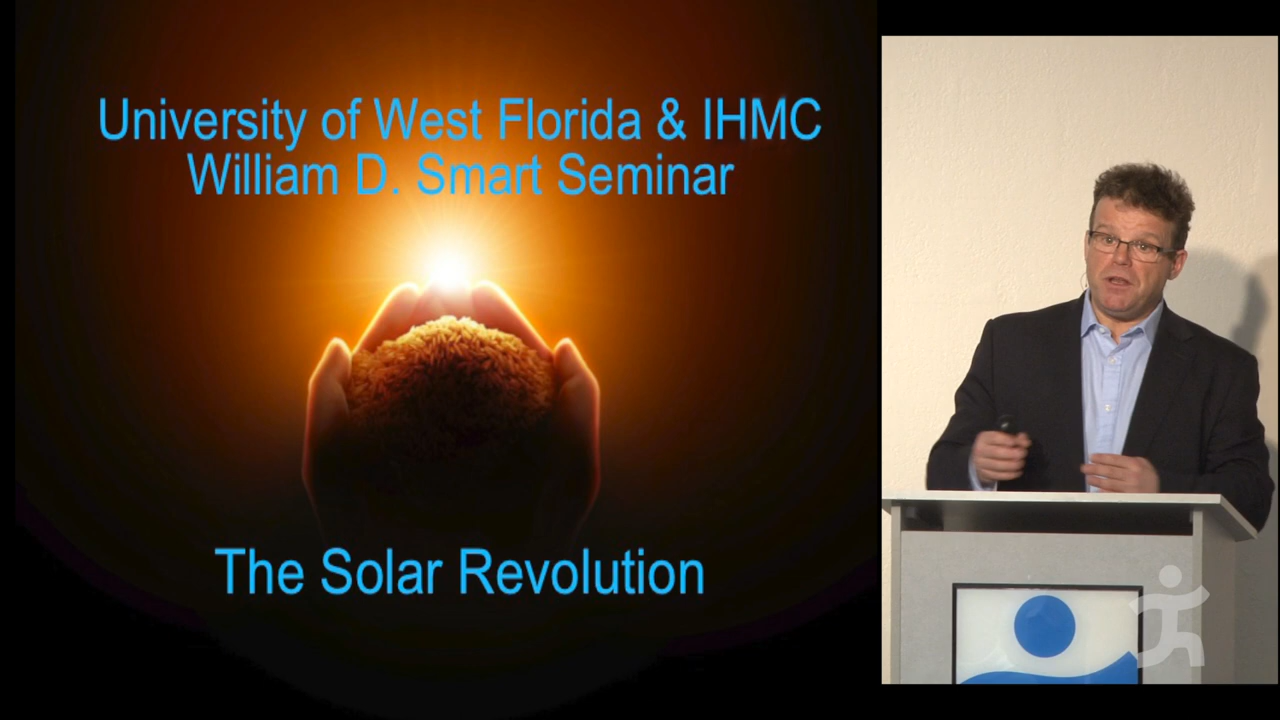 University of West Florida & IHMC
William D. Smart Seminar
The Solar Revolution